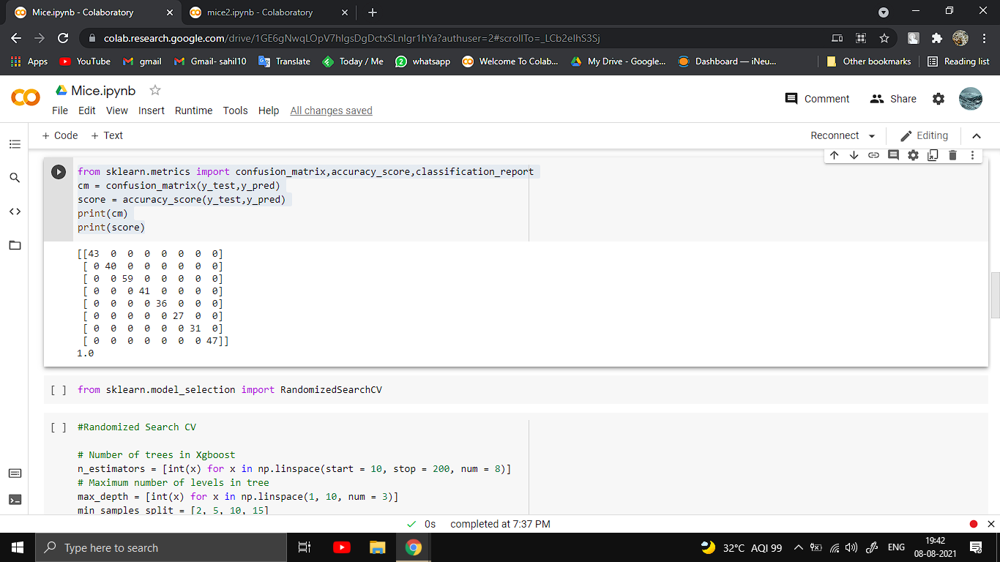 Mice.ipynb - Colaboratory
mice2.ipynb - Colaboratory
colab.research.google.com/drive/1GE6gNwqLOpV7hIgsDgDctxSLnIgr1hYa?authuser=2#scrollTo=_LCb2elhS3Sj
Apps YouTube gmail Gmail- sahil10 Translate Today / Me whatsapp Welcome To Colab... My Drive - Google... Dashboard — iNeu... Other bookmarks Reading list
Mice.ipynb
Comment Share
File Edit View Insert Runtime Tools Help All changes saved
+ Code + Text Reconnect Editing
from sklearn.metrics import confusion_matrix,accuracy_score,classification_report
cm = confusion_matrix(y_test,y_pred)
score = accuracy_score(y_test,y_pred)
print(cm)
print(score)
[[43 0 0 0 0 0 0 0]
[ 0 40 0 0 0 0 0 0]
[ 0 0 59 0 0 0 0 0]
[ 0 0 0 41 0 0 0 0]
[ 0 0 0 0 36 0 0 0]
[ 0 0 0 0 0 27 0 0]
[ 0 0 0 0 0 0 31 0]
[ 0 0 0 0 0 0 0 47]]
1.0
[ ] from sklearn.model_selection import RandomizedSearchCV
[ ] #Randomized Search CV
# Number of trees in Xgboost
n_estimators = [int(x) for x in np.linspace(start = 10, stop = 200, num = 8)]
# Maximum number of levels in tree
max_depth = [int(x) for x in np.linspace(1, 10, num = 3)]
min_samples_split = [2, 5, 10, 15]
0s completed at 7:37 PM
Type here to search
32°C AQI 99 ENG
19:42
08-08-2021